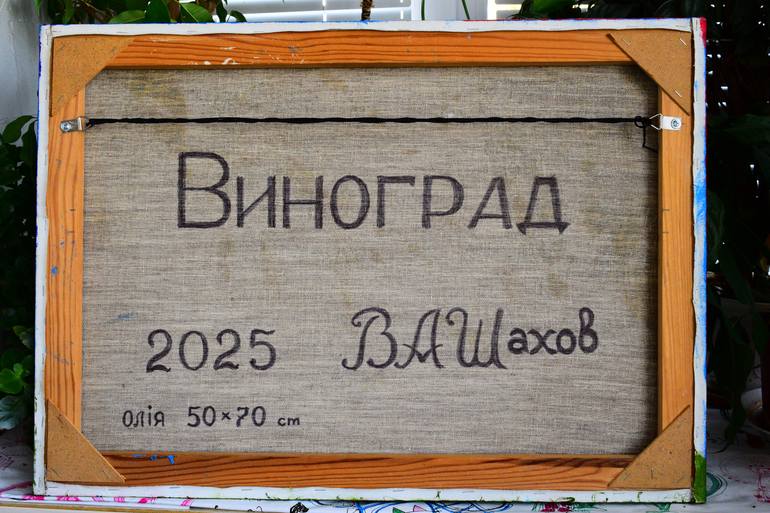 Виноград
2025 ВАШахов
олія 50×70 cm